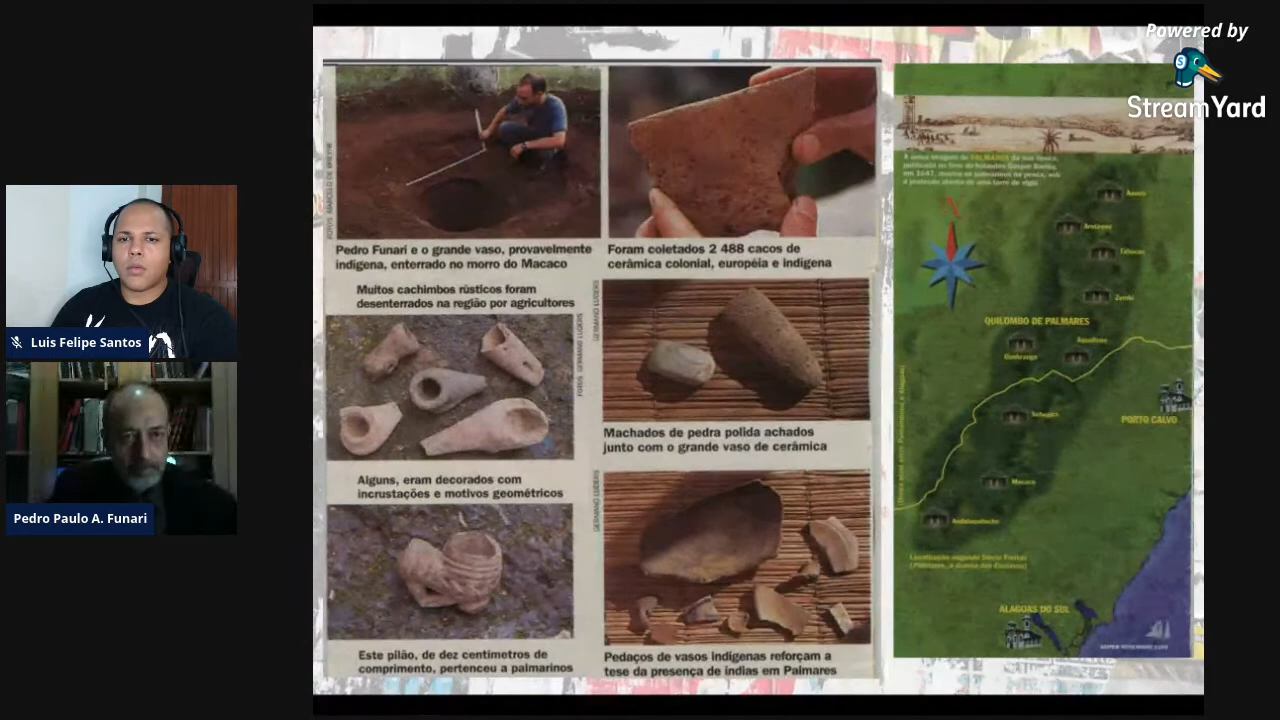 Powered by
StreamYard
Luis Felipe Santos
Pedro Paulo A. Funari
Pedro Funari e o grande vaso, provavelmente
indígena, enterrado no morro do Macaco
Foram coletados 2 488 cacos de
cerâmica colonial, européia e indígena
Muitos cachimbos rústicos foram
desenterrados na região por agricultores
Machados de pedra polida achados
junto com o grande vaso de cerâmica
Alguns, eram decorados com
incrustações e motivos geométricos
Este pilão, de dez centímetros de
comprimento, pertenceu a palmarinos
Pedaços de vasos indígenas reforçam a
tese da presença de índias em Palmares
QUILOMBO DE PALMARES
Macaco
PORTO CALVO
ALAGOAS DO SUL